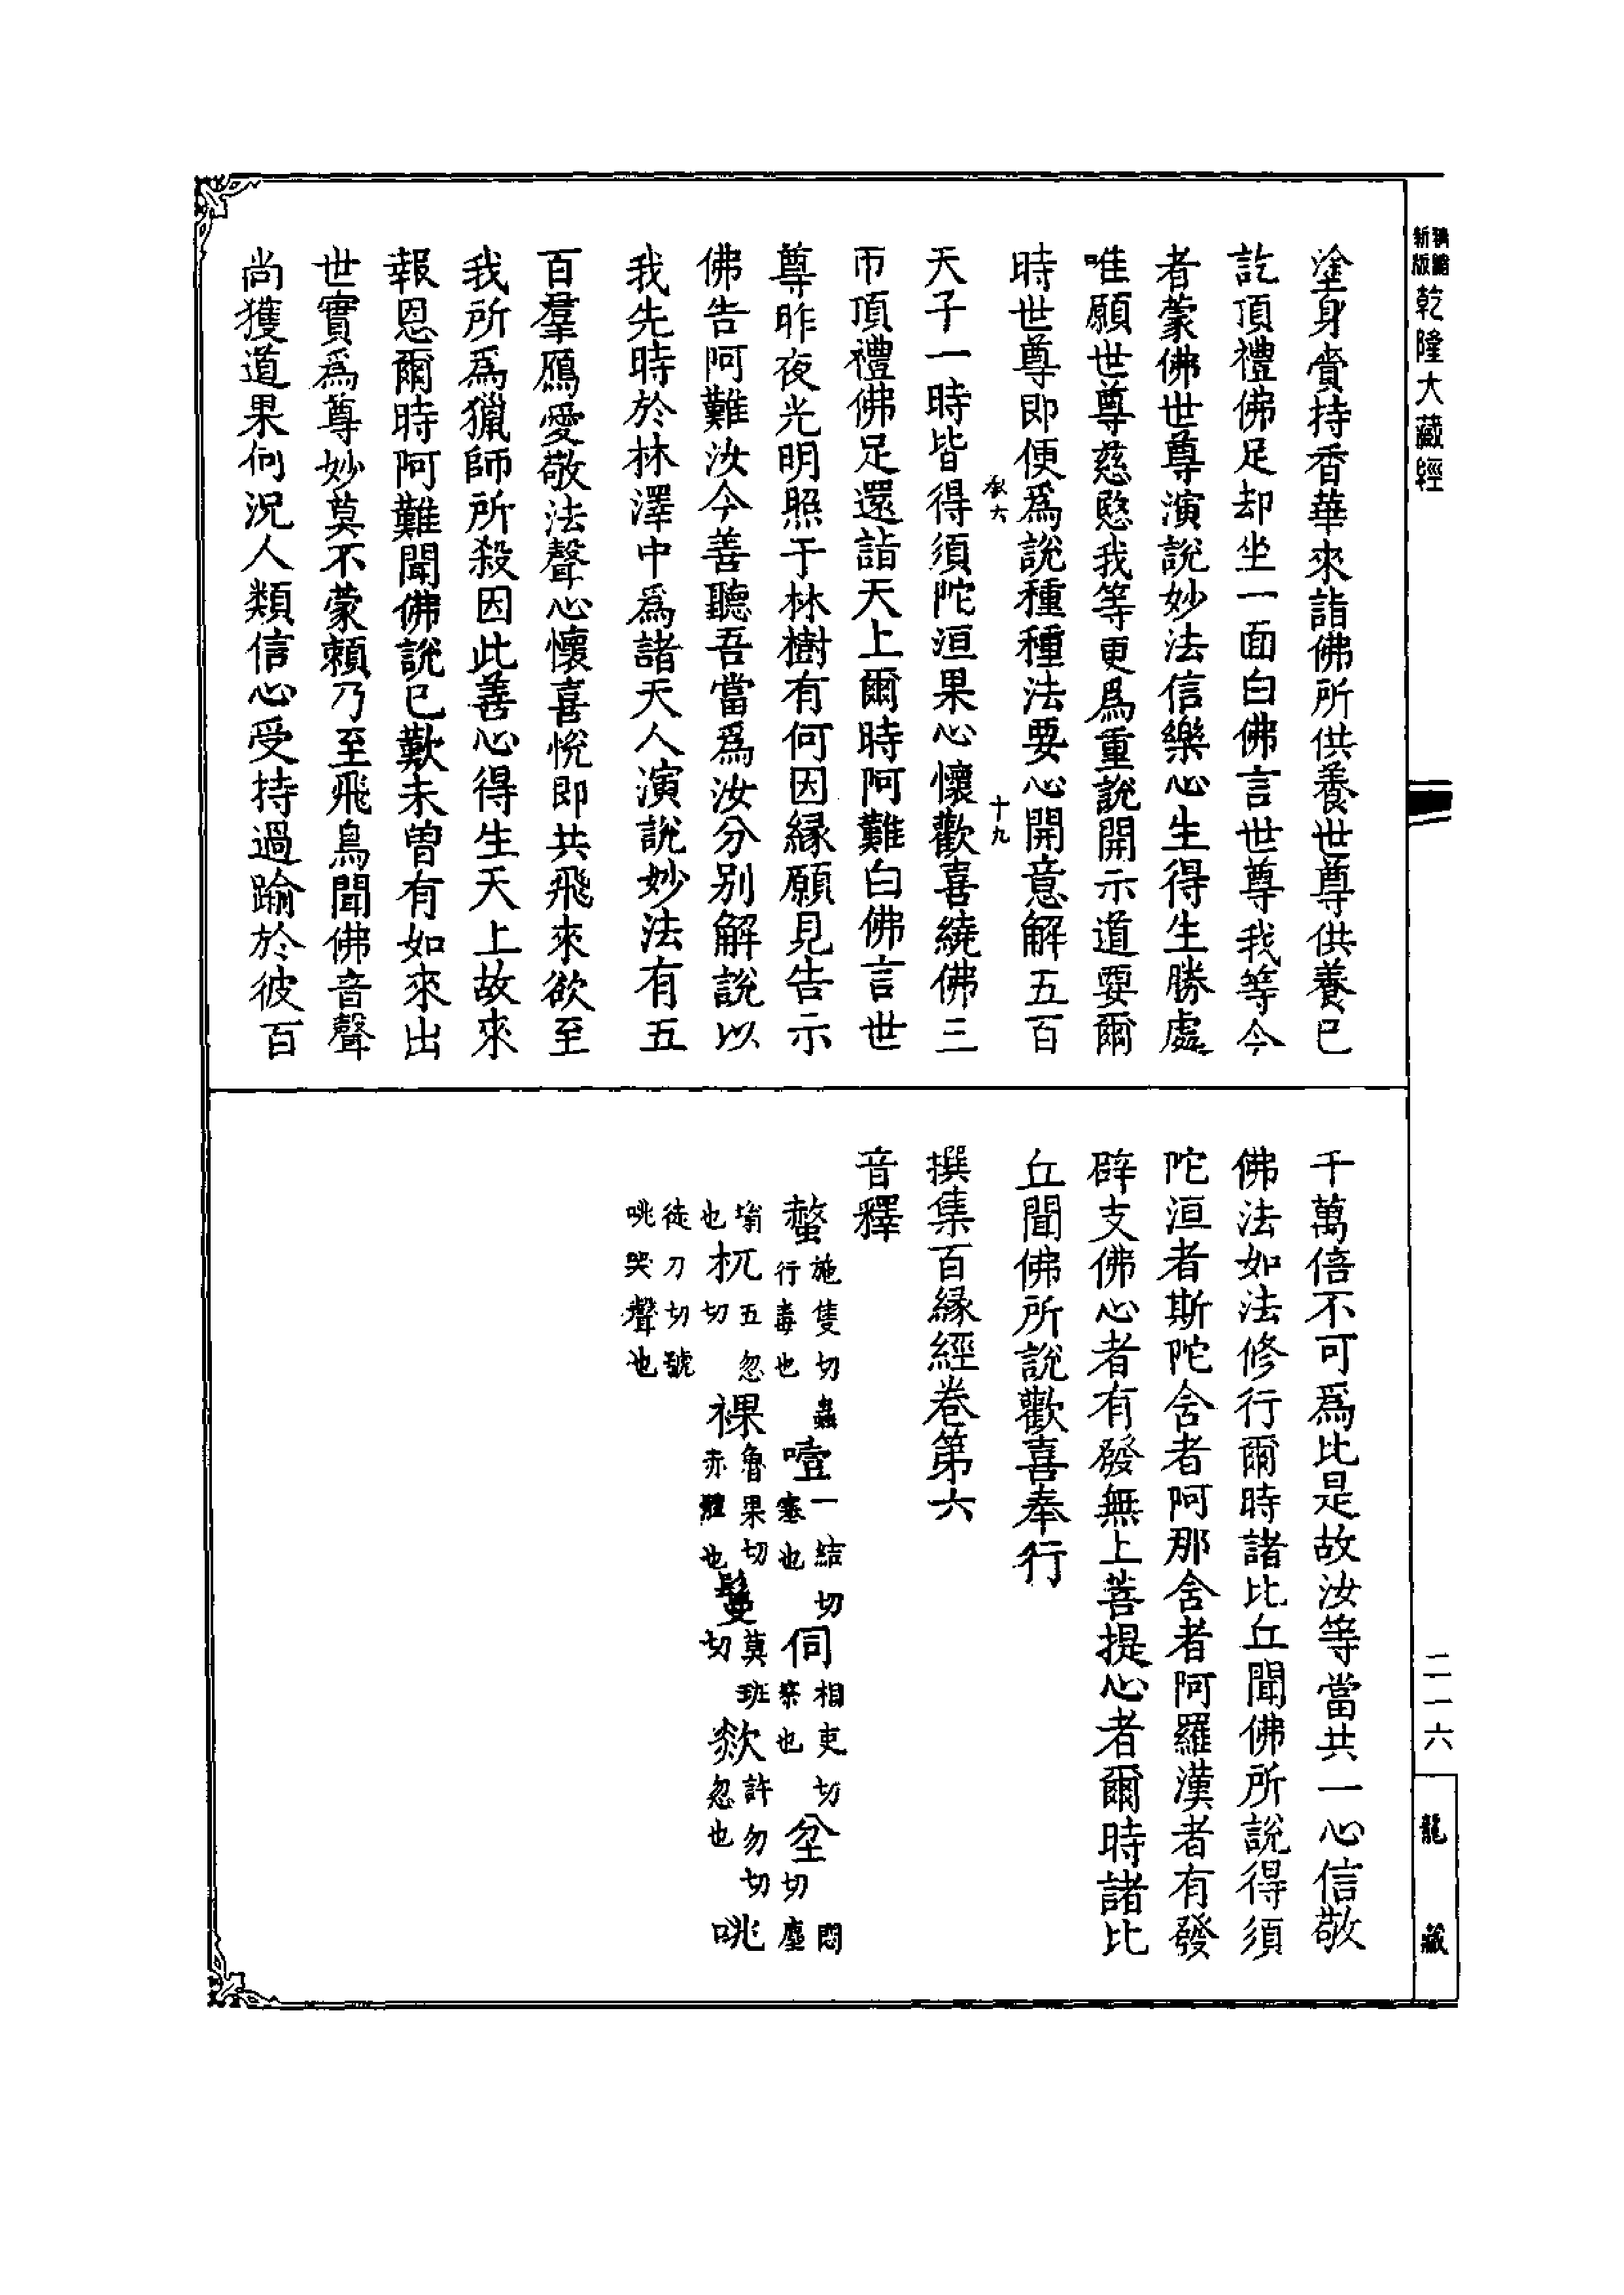 新版
乾隆大藏經
塗身賷持香華來詣佛所供養世尊供養已
訖頂禮佛足却坐一面白佛言世尊我等今
者蒙佛世尊演說妙法信樂心生得生勝處
唯願世尊慈愍我等更爲重說開示道要爾
時世尊即便爲說種種法要心開意解五百
十九
天子一時皆得須陀洹果心懷歡喜繞佛三
帀頂禮佛足還詣天上爾時阿難白佛言世
尊昨夜光明照于林樹有何因緣願見告示
佛告阿難汝今善聽吾當爲汝分別解說以
我先時於林澤中爲諸天人演說妙法有五
百羣鴈愛敬法聲心懷喜悅即共飛來欲至
我所爲獵師所殺因此善心得生天上故來
報恩爾時阿難聞佛說已歎未曾有如來出
世實爲尊妙莫不蒙賴乃至飛鳥聞佛音聲
尚獲道果何況人類信心受持過踰於彼百
千萬倍不可爲比是故汝等當共一心信敬
佛法如法修行爾時諸比丘聞佛所說得須
陀洹者斯陀含者阿那含者阿羅漢者有發
辟支佛心者有發無上菩提心者爾時諸比
丘聞佛所說歡喜奉行
撰集百緣經卷第六
音釋
螫施隻切蟲行毒也 噎一結切塞也 伺相吏切察也 坌切塵悶
坌也 杌五忽切 裸魯果切赤體也 鬘莫班切 欻許勿切忽也 咷
徒刀切號咷哭聲也
二一六
龍藏